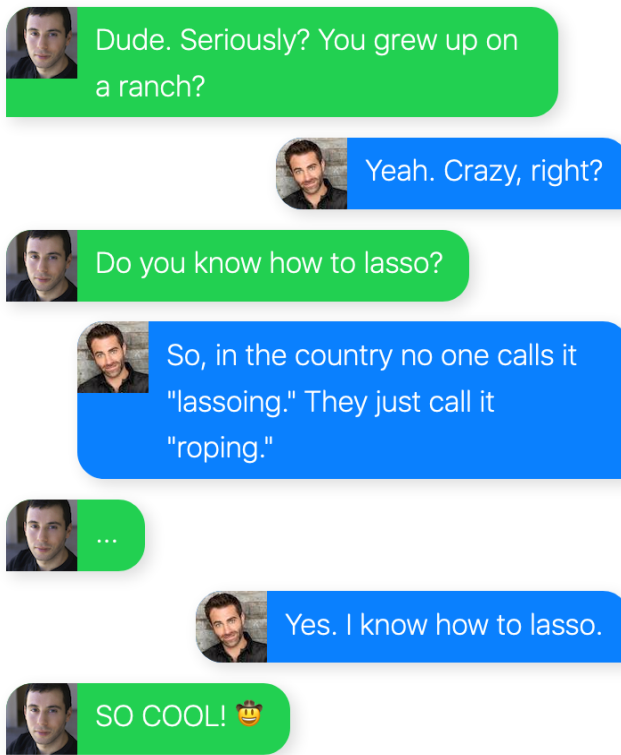 Dude. Seriously? You grew up on
a ranch?
Yeah. Crazy, right?
Do you know how to lasso?
So, in the country no one calls it
"lassoing." They just call it
"roping."
...
Yes. I know how to lasso.
SO COOL! 🤠